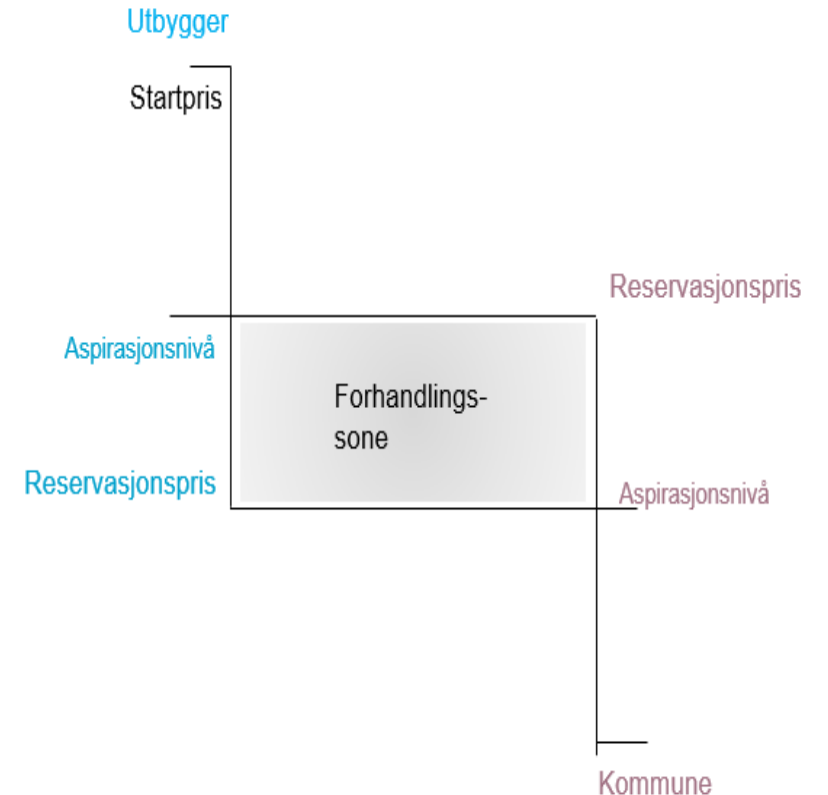 Utbygger
Startpris
Reservasjonspris
Aspirasjonsnivå
Forhandlings-
sone
Reservasjonspris
Aspirasjonsnivå
Kommune